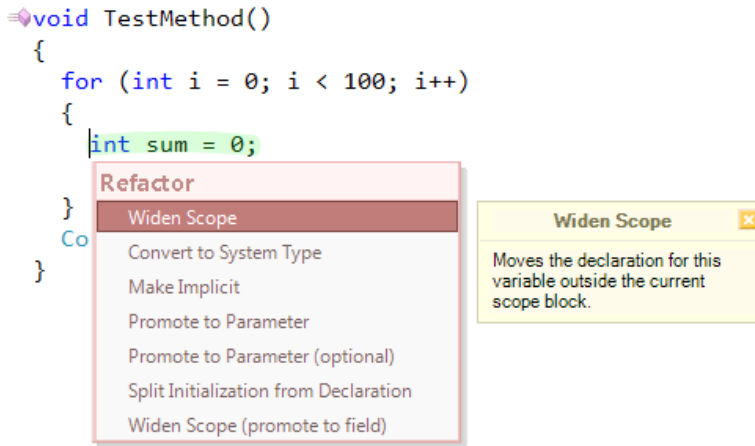 void TestMethod()
{
for (int i = 0; i < 100; i++)
{
int sum = 0;
Refactor
Widen Scope
Convert to System Type
Make Implicit
Promote to Parameter
Promote to Parameter (optional)
Split Initialization from Declaration
Widen Scope (promote to field)
}
Co
}
Widen Scope
Moves the declaration for this
variable outside the current
scope block.